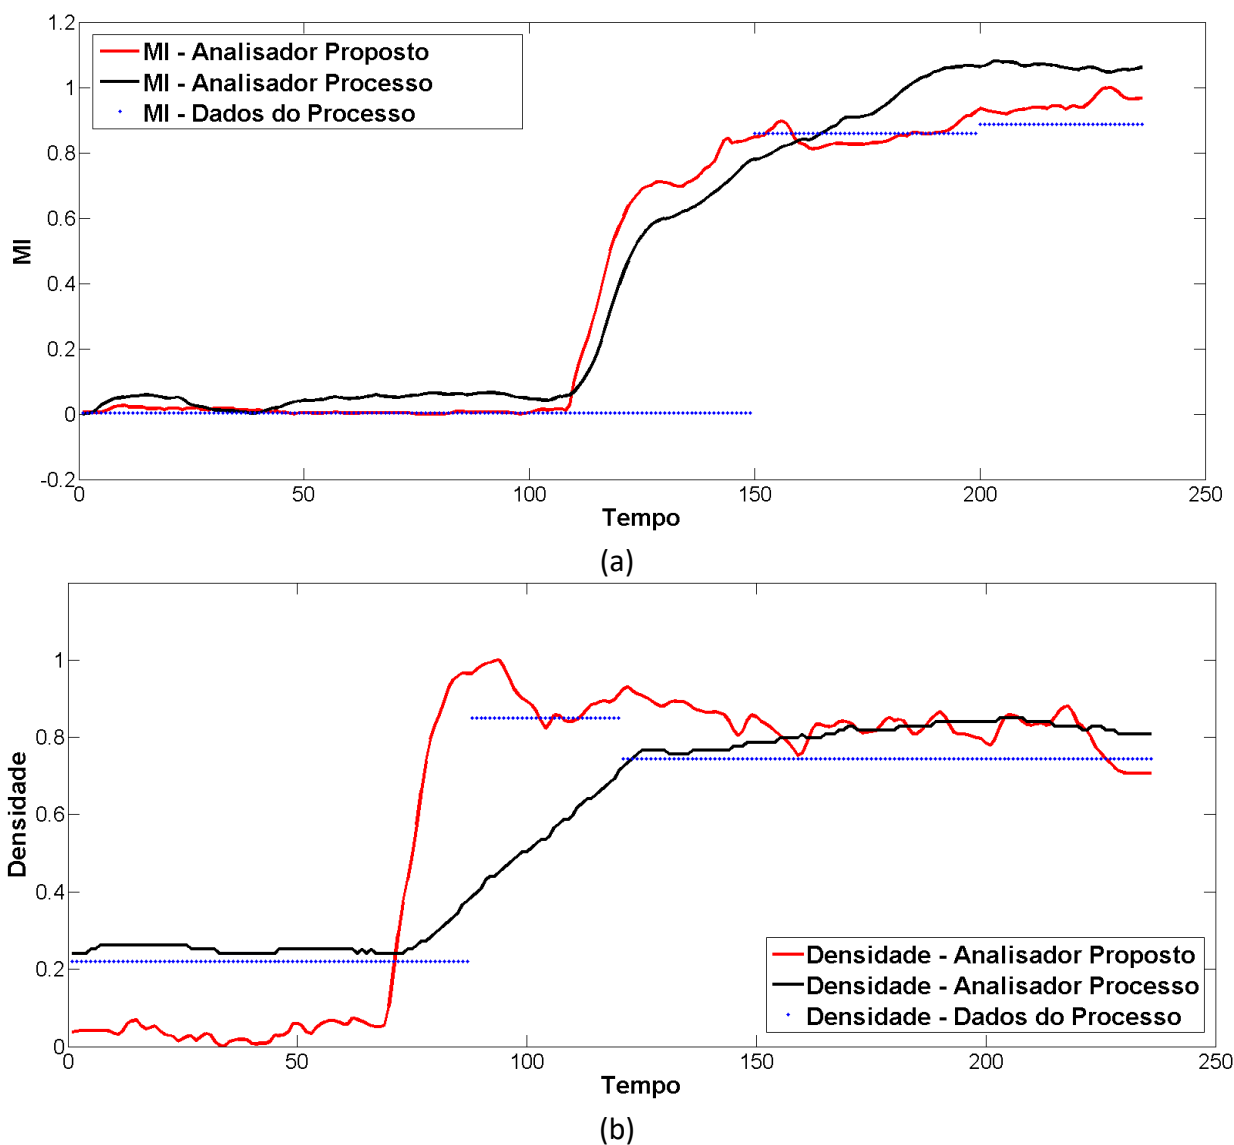 1.2
1
0.8
0.6
0.4
0.2
0
-0.2
MI
MI - Analisador Proposto
MI - Analisador Processo
MI - Dados do Processo
0 50 100 150 200 250
Tempo
(a)
1
0.8
0.6
0.4
0.2
0
Densidade
Densidade - Analisador Proposto
Densidade - Analisador Processo
Densidade - Dados do Processo
0 50 100 150 200 250
Tempo
(b)